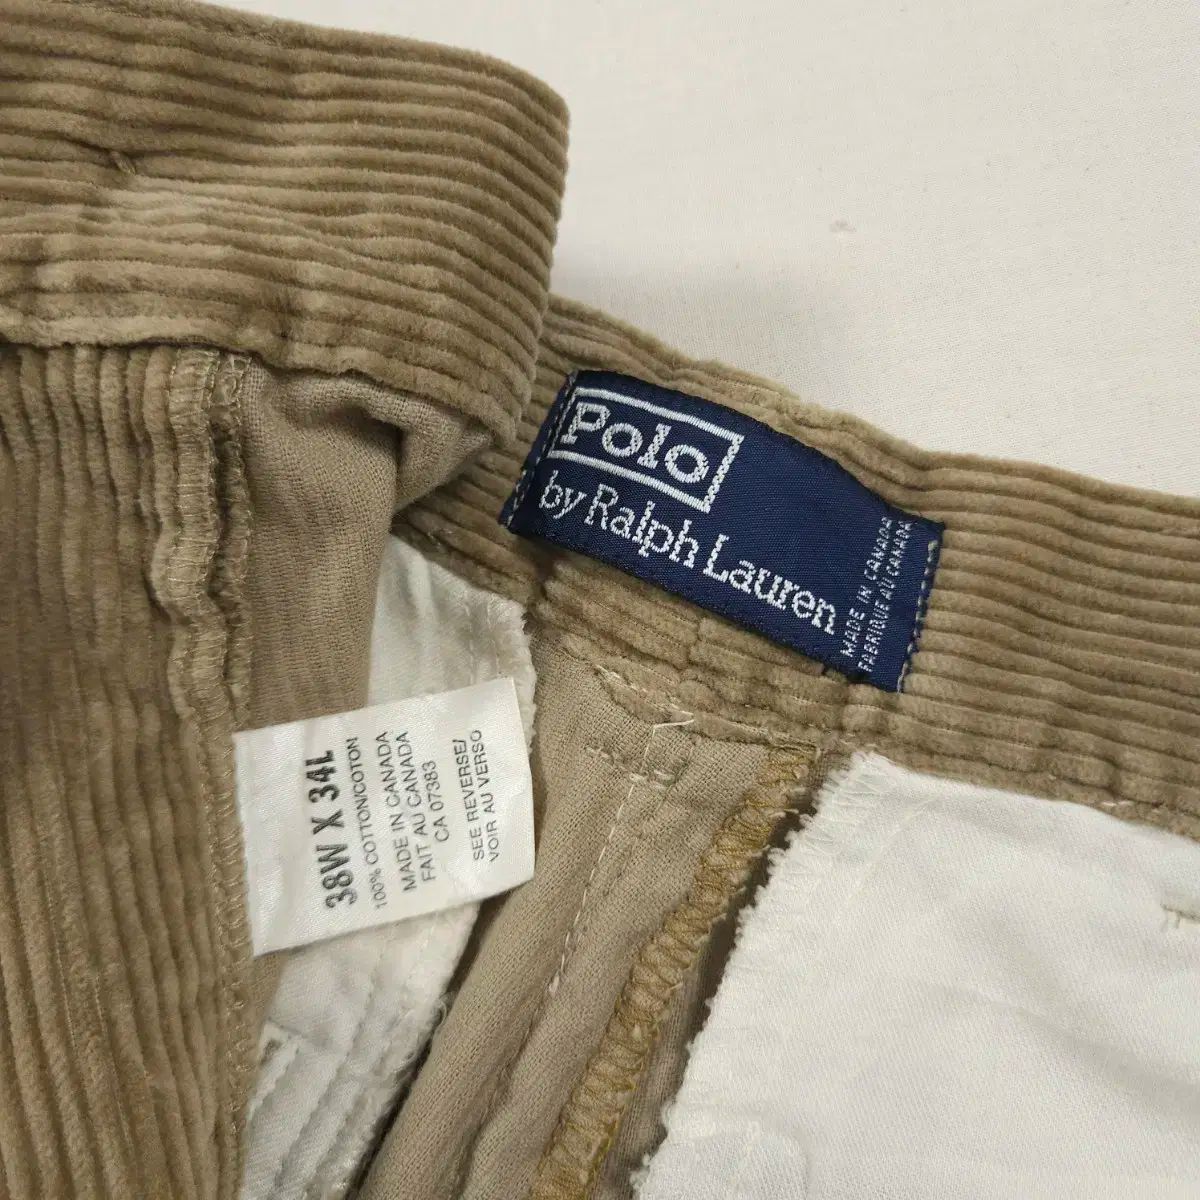 Polo
by Ralph Lauren
MADE IN CANADA
FABRIQUÉ AU CANADA
38W X 34L
100% COTTON/COTON
MADE IN CANADA
FAIT AU CANADA
CA 07383
SEE REVERSE/
VOIR AU VERSO